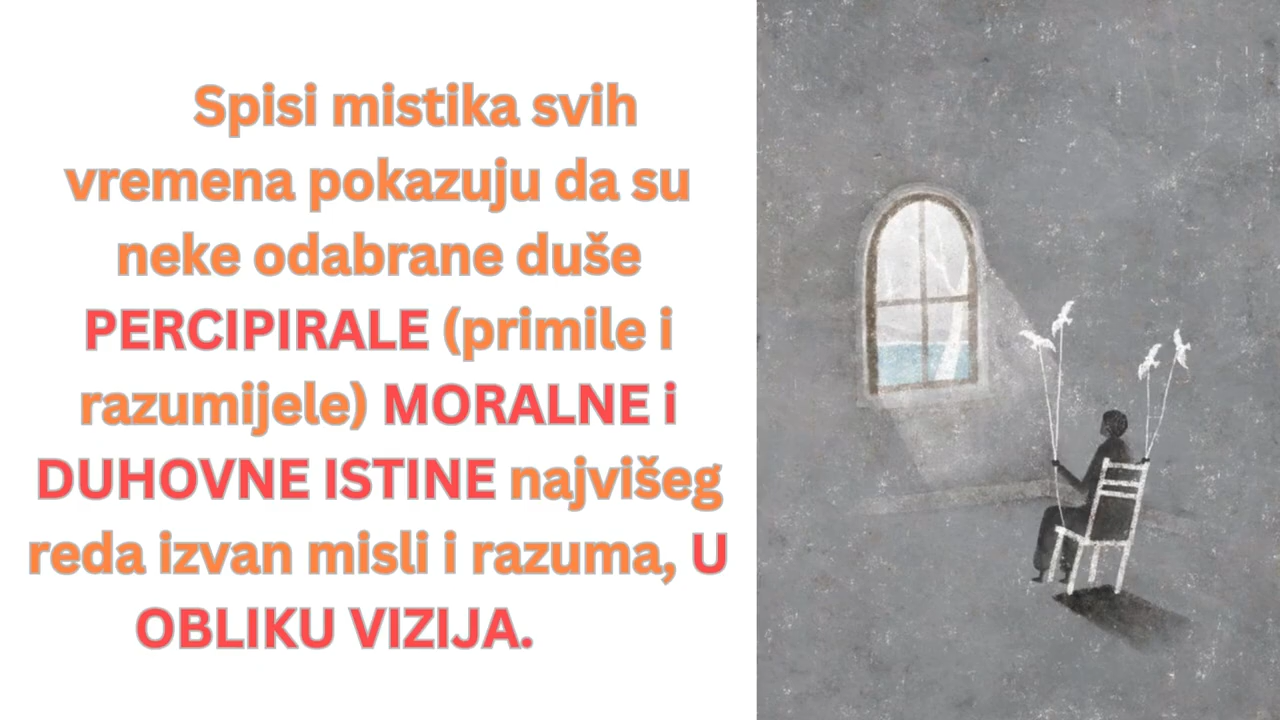 Spisi mistika svih
vremena pokazuju da su
neke odabrane duše
PERCIPIRALE (primile i
razumijele) MORALNE i
DUHOVNE ISTINE najvišeg
reda izvan misli i razuma, U
OBLIKU VIZIJA.